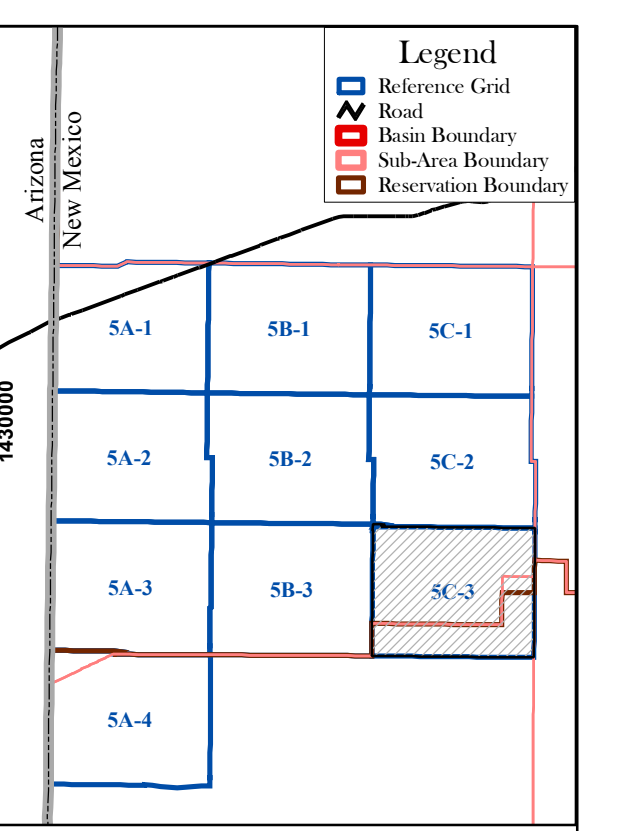 Legend
Reference Grid
Road
Basin Boundary
Sub-Area Boundary
Reservation Boundary
Arizona
New Mexico
5A-1
5B-1
5C-1
1430000
5A-2
5B-2
5C-2
5A-3
5B-3
5C-3
5A-4